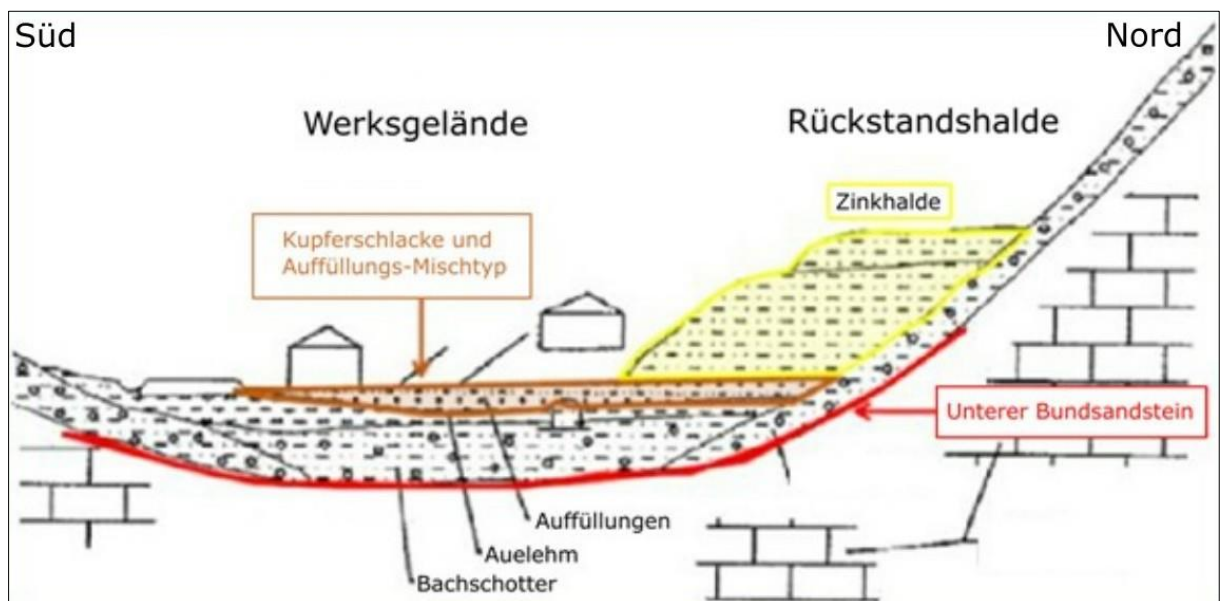 Süd
Nord
Werksgelände
Rückstandshalde
Zinkhalde
Kupferschlacke und
Auffüllungs-Mischtyp
Unterer Bundsandstein
Auffüllungen
Auelehm
Bachschotter